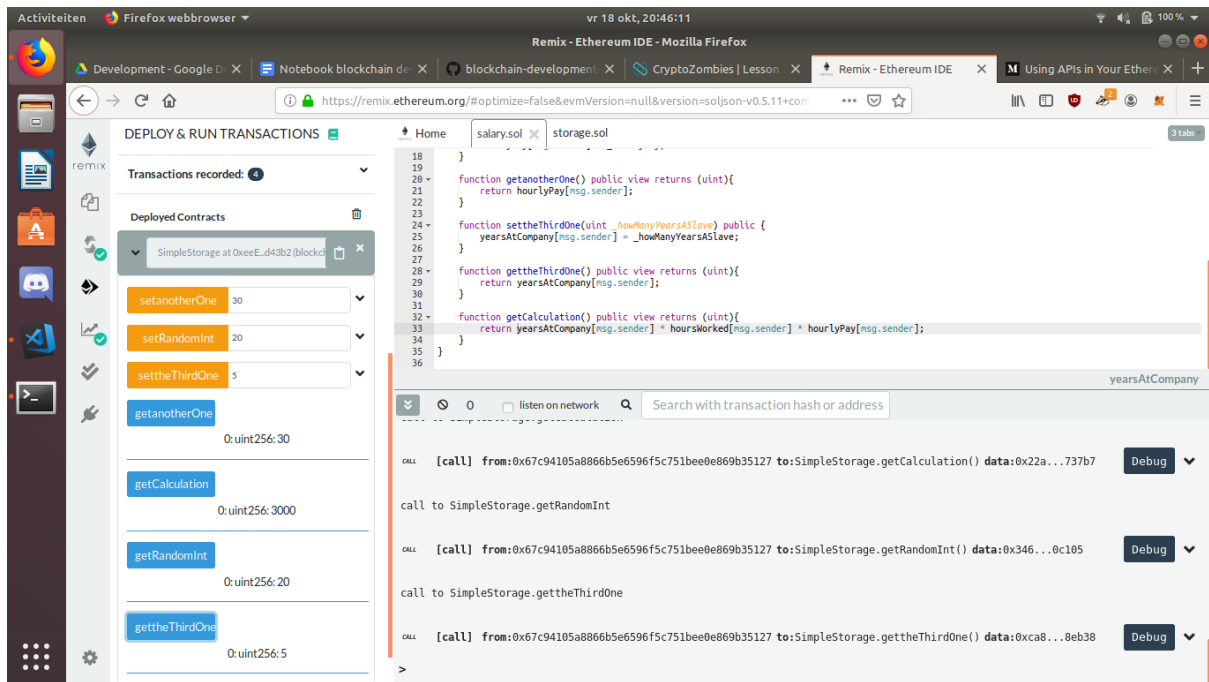 Activiteiten Firefox webbrowser vr 18 okt, 20:46:11 100 %
Remix - Ethereum IDE - Mozilla Firefox
Development - Google D Notebook blockchain de blockchain-development CryptoZombies | Lesson Remix - Ethereum IDE M Using APIs in Your Ether
https://remix.ethereum.org/#optimize=false&evmVersion=null&version=soljson-v0.5.11+com 2
remix
DEPLOY & RUN TRANSACTIONS
Transactions recorded: 4
Deployed Contracts
SimpleStorage at 0xeeE...d43b2 (blockcl
setanotherOne 30
setRandomInt 20
settheThirdOne 5
getanotherOne
0: uint256: 30
getCalculation
0: uint256: 3000
getRandomInt
0: uint256: 20
gettheThirdOne
0: uint256: 5
Home salary.sol storage.sol 3 tabs
18 }
19
20 function getanotherOne() public view returns (uint){
21 return hourlyPay[msg.sender];
22 }
23
24 function settheThirdOne(uint _howManyYearsASlave) public {
25 yearsAtCompany[msg.sender] = _howManyYearsASlave;
26 }
27
28 function gettheThirdOne() public view returns (uint){
29 return yearsAtCompany[msg.sender];
30 }
31
32 function getCalculation() public view returns (uint){
33 return yearsAtCompany[msg.sender] * hoursWorked[msg.sender] * hourlyPay[msg.sender];
34 }
35 }
36
yearsAtCompany
0 listen on network Search with transaction hash or address
call to SimpleStorage.getCalculation
CALL [call] from:0x67c94105a8866b5e6596f5c751bee0e869b35127 to:SimpleStorage.getCalculation() data:0x22a...737b7 Debug
call to SimpleStorage.getRandomInt
CALL [call] from:0x67c94105a8866b5e6596f5c751bee0e869b35127 to:SimpleStorage.getRandomInt() data:0x346...0c105 Debug
call to SimpleStorage.gettheThirdOne
CALL [call] from:0x67c94105a8866b5e6596f5c751bee0e869b35127 to:SimpleStorage.gettheThirdOne() data:0xca8...8eb38 Debug
>